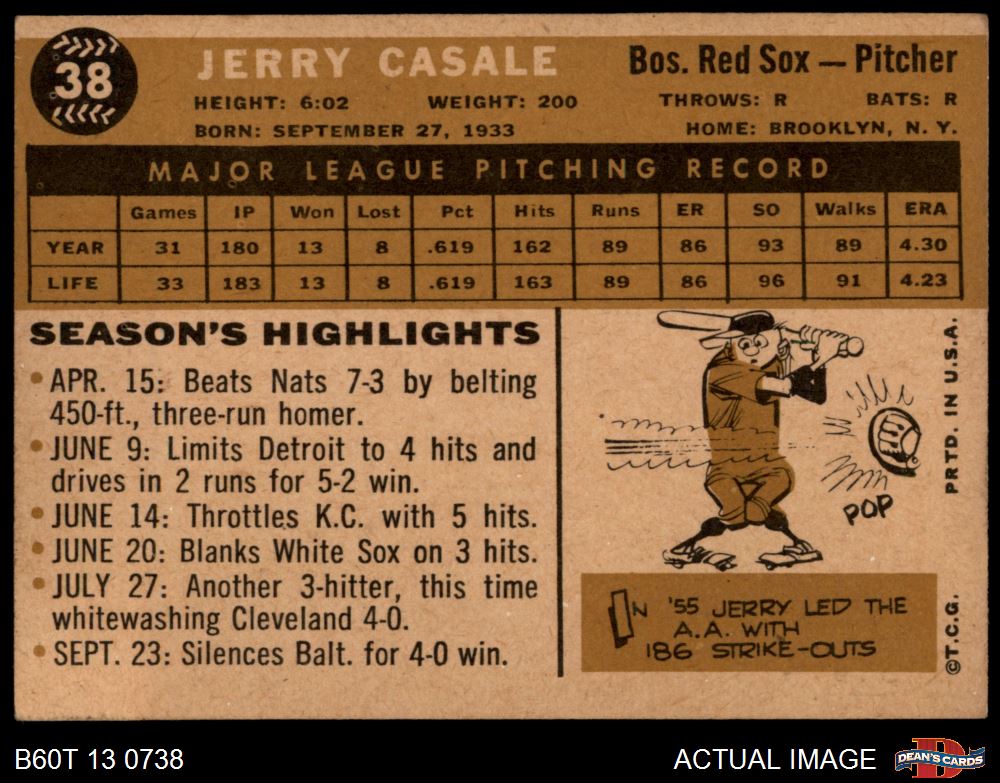 38
JERRY CASALE
Bos. Red Sox — Pitcher
HEIGHT: 6:02 WEIGHT: 200 THROWS: R BATS: R
BORN: SEPTEMBER 27, 1933 HOME: BROOKLYN, N. Y.
MAJOR LEAGUE PITCHING RECORD
Games IP Won Lost Pct Hits Runs ER SO Walks ERA
YEAR 31 180 13 8 .619 162 89 86 93 89 4.30
LIFE 33 183 13 8 .619 163 89 86 96 91 4.23
SEASON'S HIGHLIGHTS
• APR. 15: Beats Nats 7-3 by belting
450-ft., three-run homer.
• JUNE 9: Limits Detroit to 4 hits and
drives in 2 runs for 5-2 win.
• JUNE 14: Throttles K.C. with 5 hits.
• JUNE 20: Blanks White Sox on 3 hits.
• JULY 27: Another 3-hitter, this time
whitewashing Cleveland 4-0.
• SEPT. 23: Silences Balt. for 4-0 win.
POP
IN '55 JERRY LED THE
A.A. WITH
186 STRIKE-OUTS
PRTD. IN U.S.A.
©T.C.G.
B60T 13 0738
ACTUAL IMAGE
D
DEAN'S CARDS